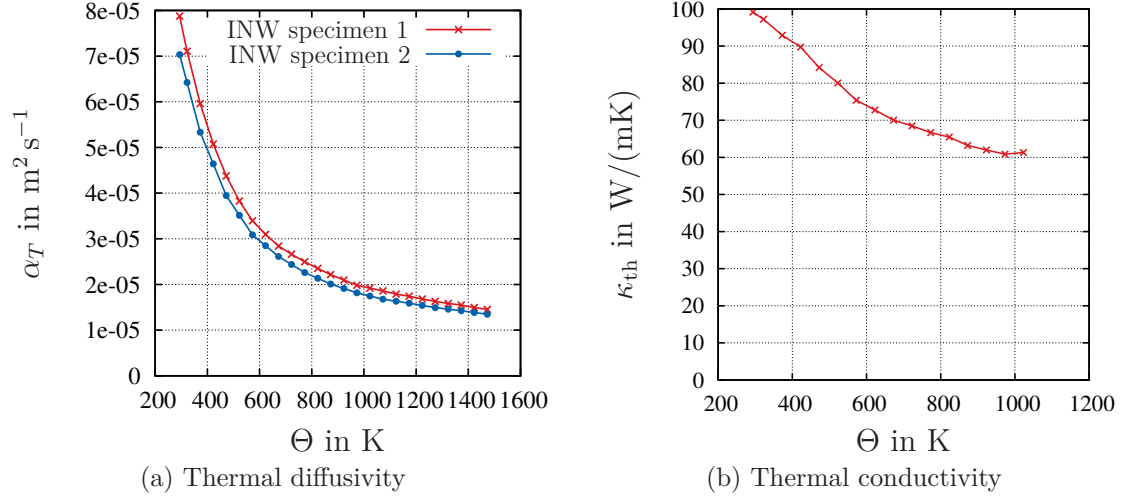 8e-05
7e-05
6e-05
5e-05
4e-05
3e-05
2e-05
1e-05
0
200 400 600 800 1000 1200 1400 1600
α_T in m² s⁻¹
INW specimen 1
INW specimen 2
Θ in K
(a) Thermal diffusivity
100
90
80
70
60
50
40
30
20
10
0
200 400 600 800 1000 1200
κ_th in W/(mK)
Θ in K
(b) Thermal conductivity